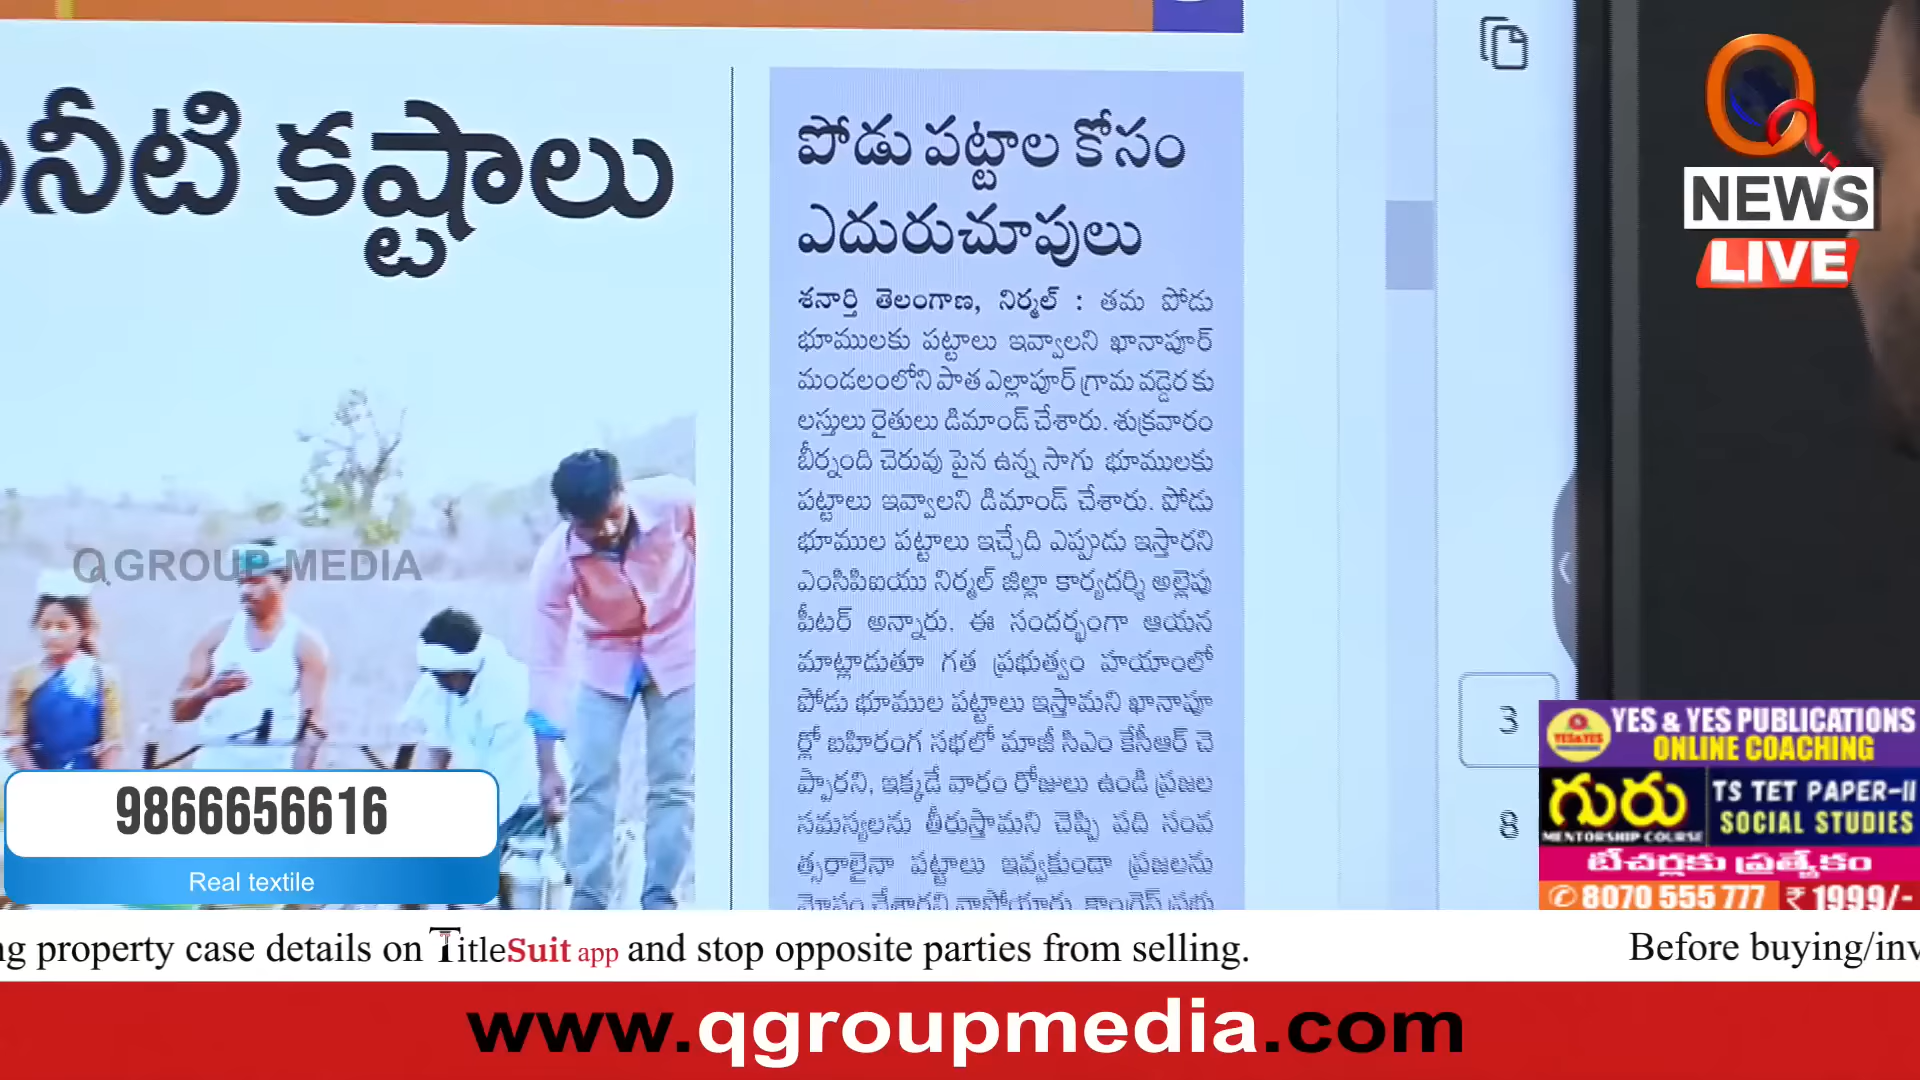 నీటి కష్టాలు
పోడు పట్టాల కోసం
ఎదురుచూపులు
శనార్తి తెలంగాణ, నిర్మల్ : తమ పోడు
భూములకు పట్టాలు ఇవ్వాలని ఖానాపూర్
మండలంలోని పాత ఎల్లాపూర్ గ్రామ వడ్డెర కు
లస్తులు రైతులు డిమాండ్ చేశారు. శుక్రవారం
బీర్నంది చెరువు పైన ఉన్న సాగు భూములకు
పట్టాలు ఇవ్వాలని డిమాండ్ చేశారు. పోడు
భూముల పట్టాలు ఇచ్చేది ఎప్పుడు ఇస్తారని
ఎంసిపిఐయు నిర్మల్ జిల్లా కార్యదర్శి అల్లెపు
పీటర్ అన్నారు. ఈ సందర్భంగా ఆయన
మాట్లాడుతూ గత ప్రభుత్వం హయాంలో
పోడు భూముల పట్టాలు ఇస్తామని ఖానాపూ
ర్లో బహిరంగ సభలో మాజీ సిఎం కేసీఆర్ చె
ప్పారని, ఇక్కడే వారం రోజులు ఉండి ప్రజల
సమస్యలను తీరుస్తామని చెప్పి పది సంవ
త్సరాలైనా పట్టాలు ఇవ్వకుండా ప్రజలను
మోసం చేశారని వాపోయారు. కాంగ్రెస్ ప్రభు
Q GROUP MEDIA
Q NEWS
LIVE
3
8
9866656616
Real textile
YES & YES PUBLICATIONS
ONLINE COACHING
గురు
MENTORSHIP COURSE
TS TET PAPER-II
SOCIAL STUDIES
టీచర్లకు ప్రత్యేకం
8070 555 777 ₹ 1999/-
ng property case details on TitleSuit app and stop opposite parties from selling. Before buying/inv
www.qgroupmedia.com